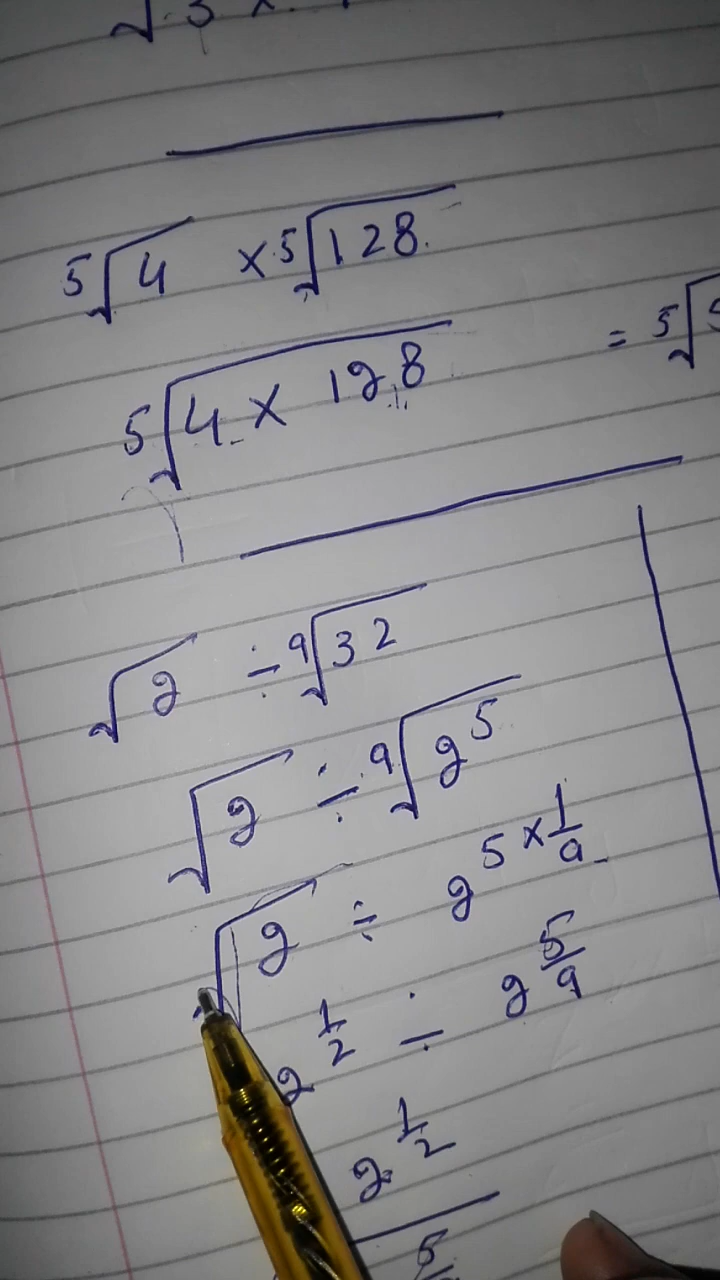 ⁵√4 × ⁵√128
⁵√(4 × 128) = ⁵√
√2 ÷ ⁹√32
√2 ÷ ⁹√(2⁵)
√2 ÷ 2^(5 × 1/9)
2^(1/2) ÷ 2^(5/9)
2^(1/2)
5